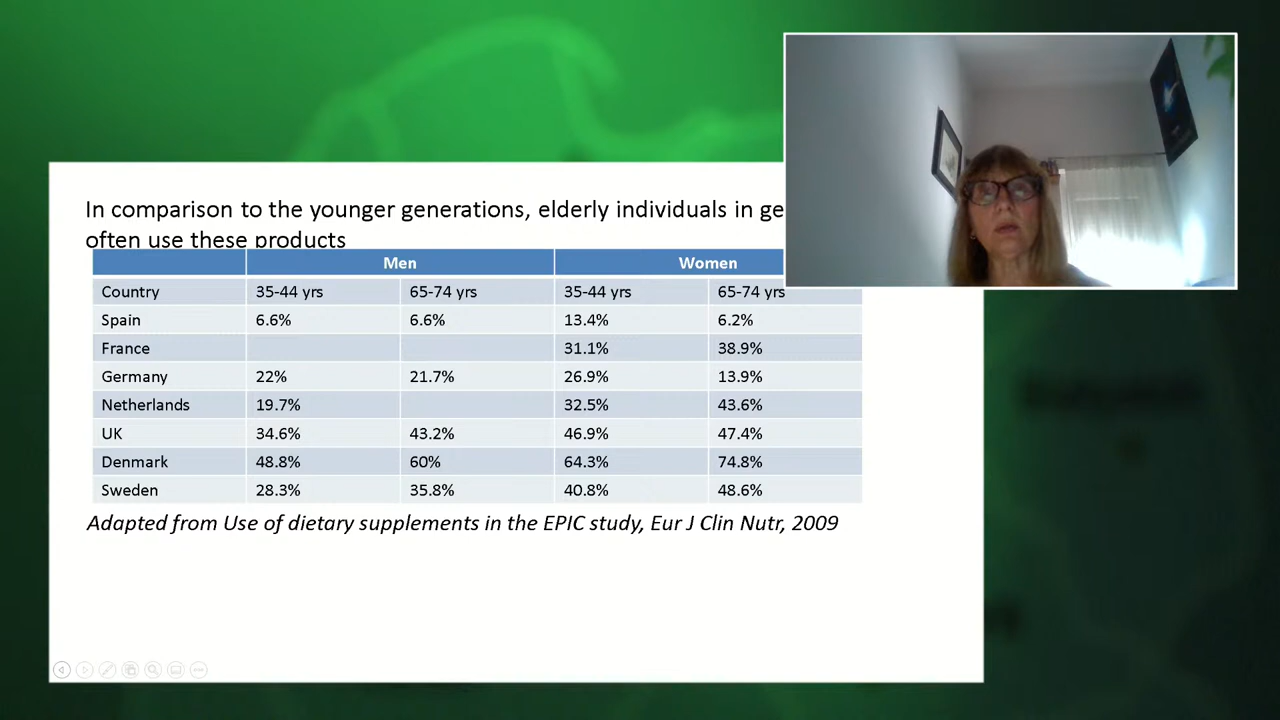 In comparison to the younger generations, elderly individuals in ge
often use these products
Men Women
Country 35-44 yrs 65-74 yrs 35-44 yrs 65-74 yrs
Spain 6.6% 6.6% 13.4% 6.2%
France 31.1% 38.9%
Germany 22% 21.7% 26.9% 13.9%
Netherlands 19.7% 32.5% 43.6%
UK 34.6% 43.2% 46.9% 47.4%
Denmark 48.8% 60% 64.3% 74.8%
Sweden 28.3% 35.8% 40.8% 48.6%
Adapted from Use of dietary supplements in the EPIC study, Eur J Clin Nutr, 2009